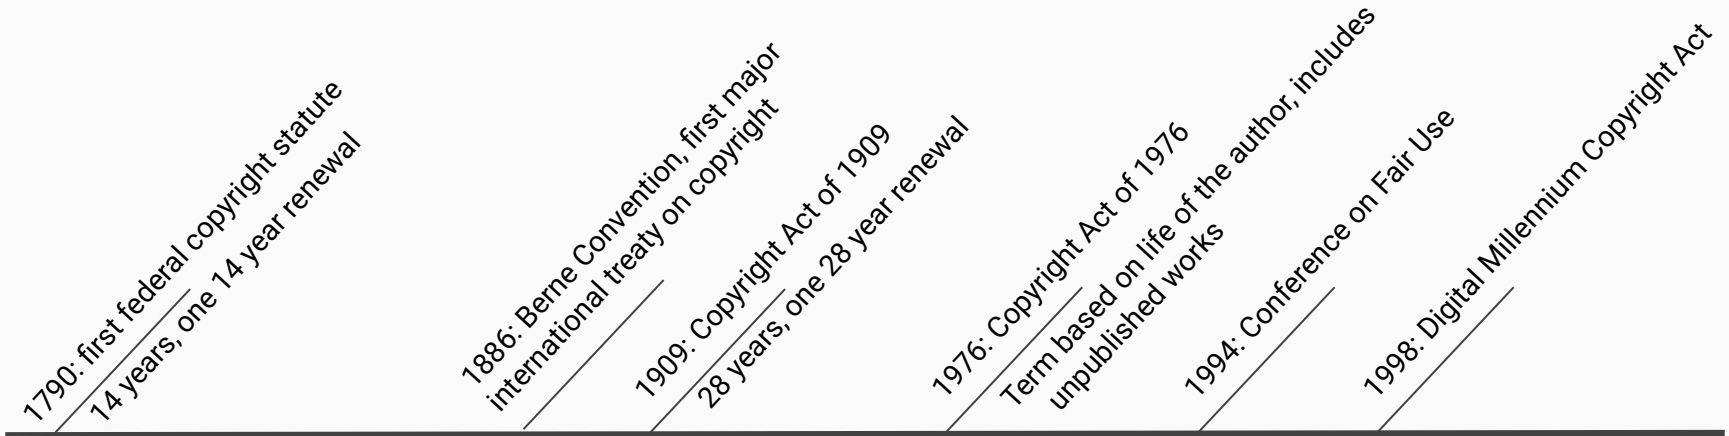 1790: first federal copyright statute
14 years, one 14 year renewal
1886: Berne Convention, first major
international treaty on copyright
1909: Copyright Act of 1909
28 years, one 28 year renewal
1976: Copyright Act of 1976
Term based on life of the author, includes
unpublished works
1994: Conference on Fair Use
1998: Digital Millennium Copyright Act